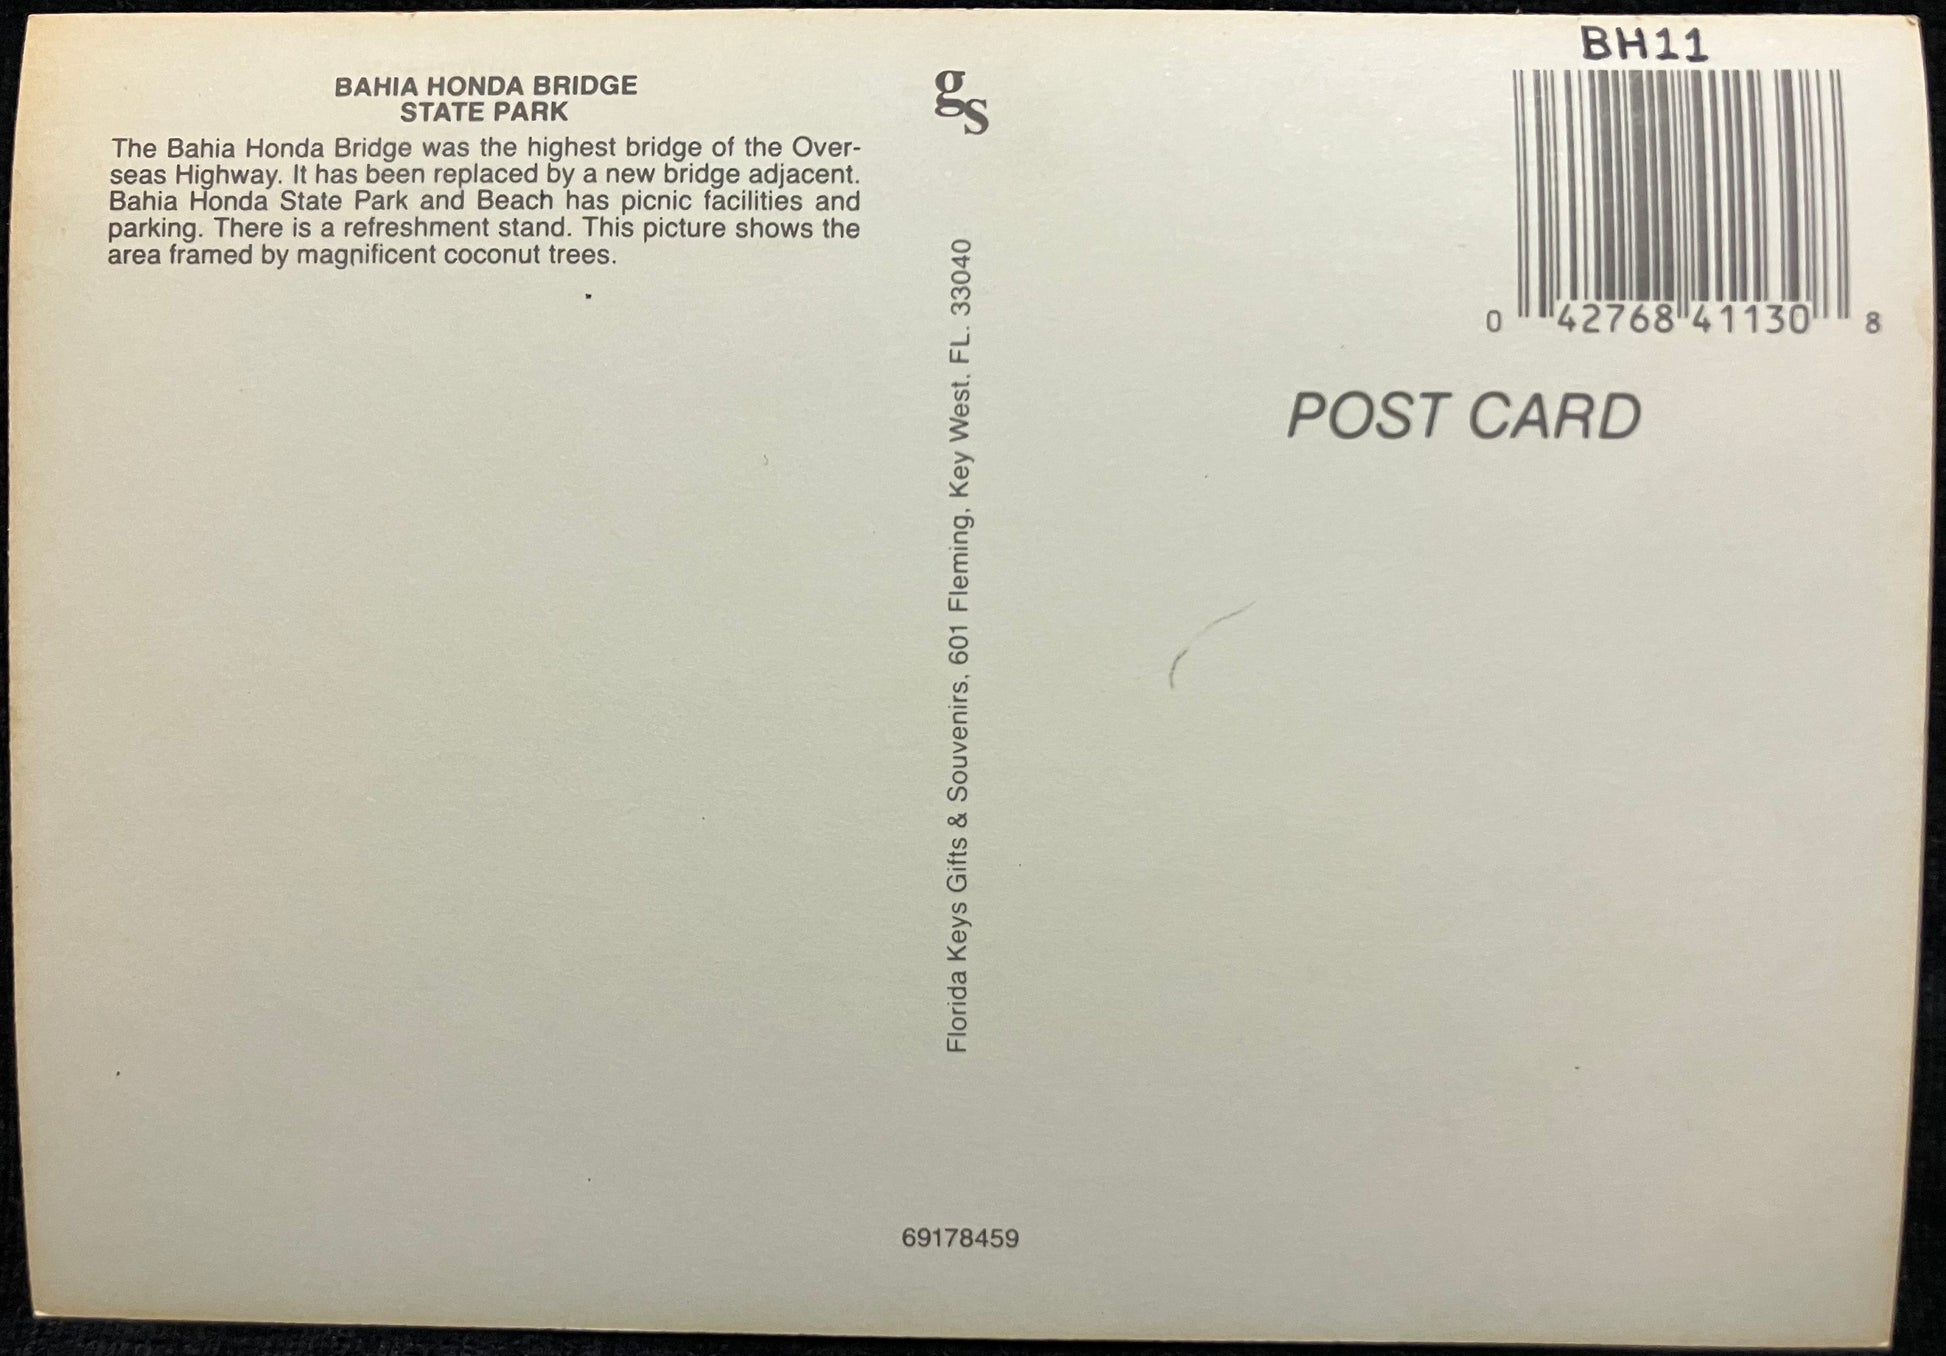 BAHIA HONDA BRIDGE
STATE PARK
The Bahia Honda Bridge was the highest bridge of the Over-
seas Highway. It has been replaced by a new bridge adjacent.
Bahia Honda State Park and Beach has picnic facilities and
parking. There is a refreshment stand. This picture shows the
area framed by magnificent coconut trees.
gs
Florida Keys Gifts & Souvenirs, 601 Fleming, Key West, FL. 33040
69178459
BH11
0 42768 41130 8
POST CARD